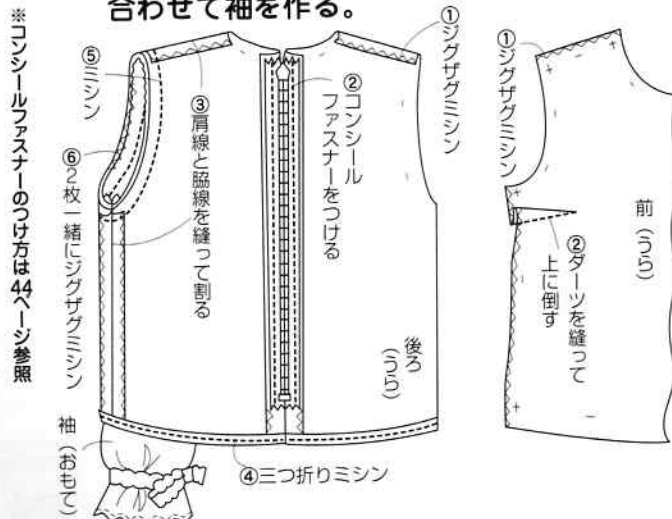 合わせて袖を作る。
※コンシールファスナーのつけ方は44ページ参照
⑤ミシン
⑥2枚一緒にジグザグミシン
③肩線と脇線を縫って割る
②コンシール
ファスナーをつける
①ジグザグミシン
後ろ
(うら)
袖(おもて)
④三つ折りミシン
①ジグザグミシン
②ダーツを縫って
上に倒す
前(うら)